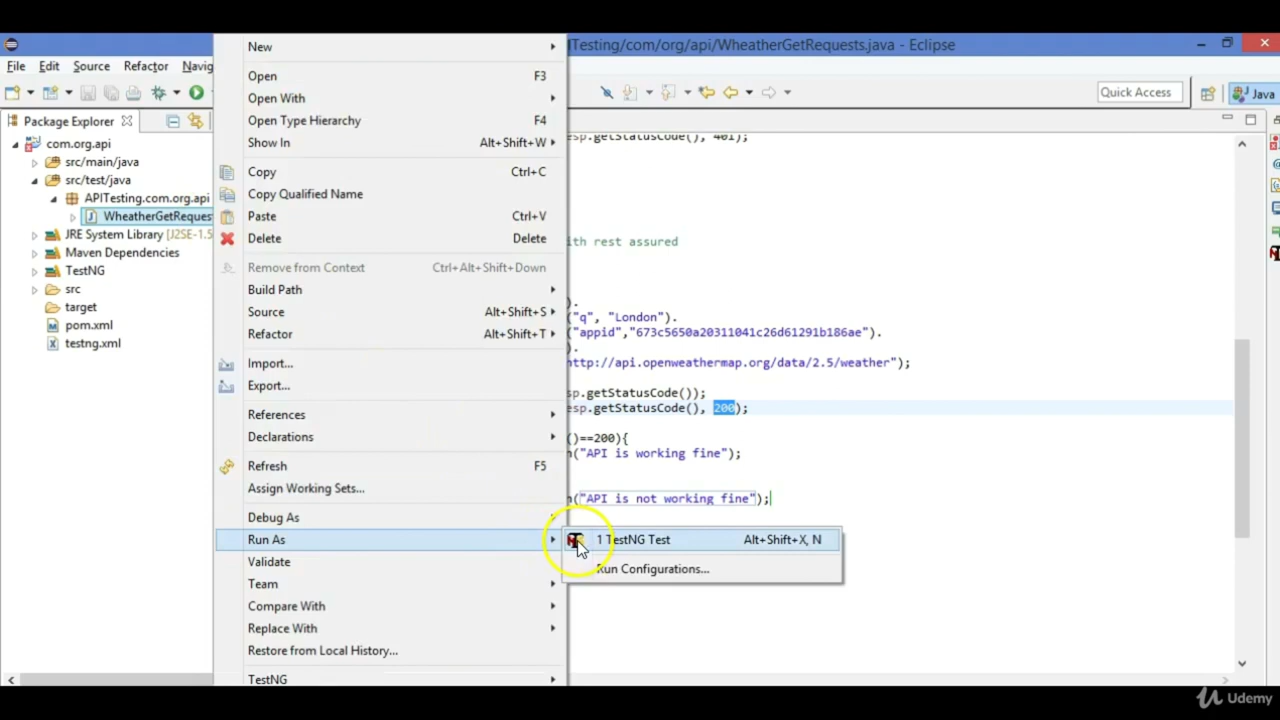 ITesting/com/org/api/WheatherGetRequests.java - Eclipse
File Edit Source Refactor Navig
Quick Access
Java
Package Explorer
com.org.api
src/main/java
src/test/java
APITesting.com.org.api
WheatherGetReques
JRE System Library [J2SE-1.5
Maven Dependencies
TestNG
src
target
pom.xml
testng.xml
New
Open F3
Open With
Open Type Hierarchy F4
Show In Alt+Shift+W
Copy Ctrl+C
Copy Qualified Name
Paste Ctrl+V
Delete Delete
Remove from Context Ctrl+Alt+Shift+Down
Build Path
Source Alt+Shift+S
Refactor Alt+Shift+T
Import...
Export...
References
Declarations
Refresh F5
Assign Working Sets...
Debug As
Run As
Validate
Team
Compare With
Replace With
Restore from Local History...
TestNG
1 TestNG Test Alt+Shift+X, N
Run Configurations...
esp.getStatusCode(), 401);
ith rest assured
).
("q", "London").
("appid","673c5650a20311041c26d61291b186ae").
).
http://api.openweathermap.org/data/2.5/weather");
sp.getStatusCode());
esp.getStatusCode(), 200);
()==200){
n("API is working fine");
n("API is not working fine");
Udemy